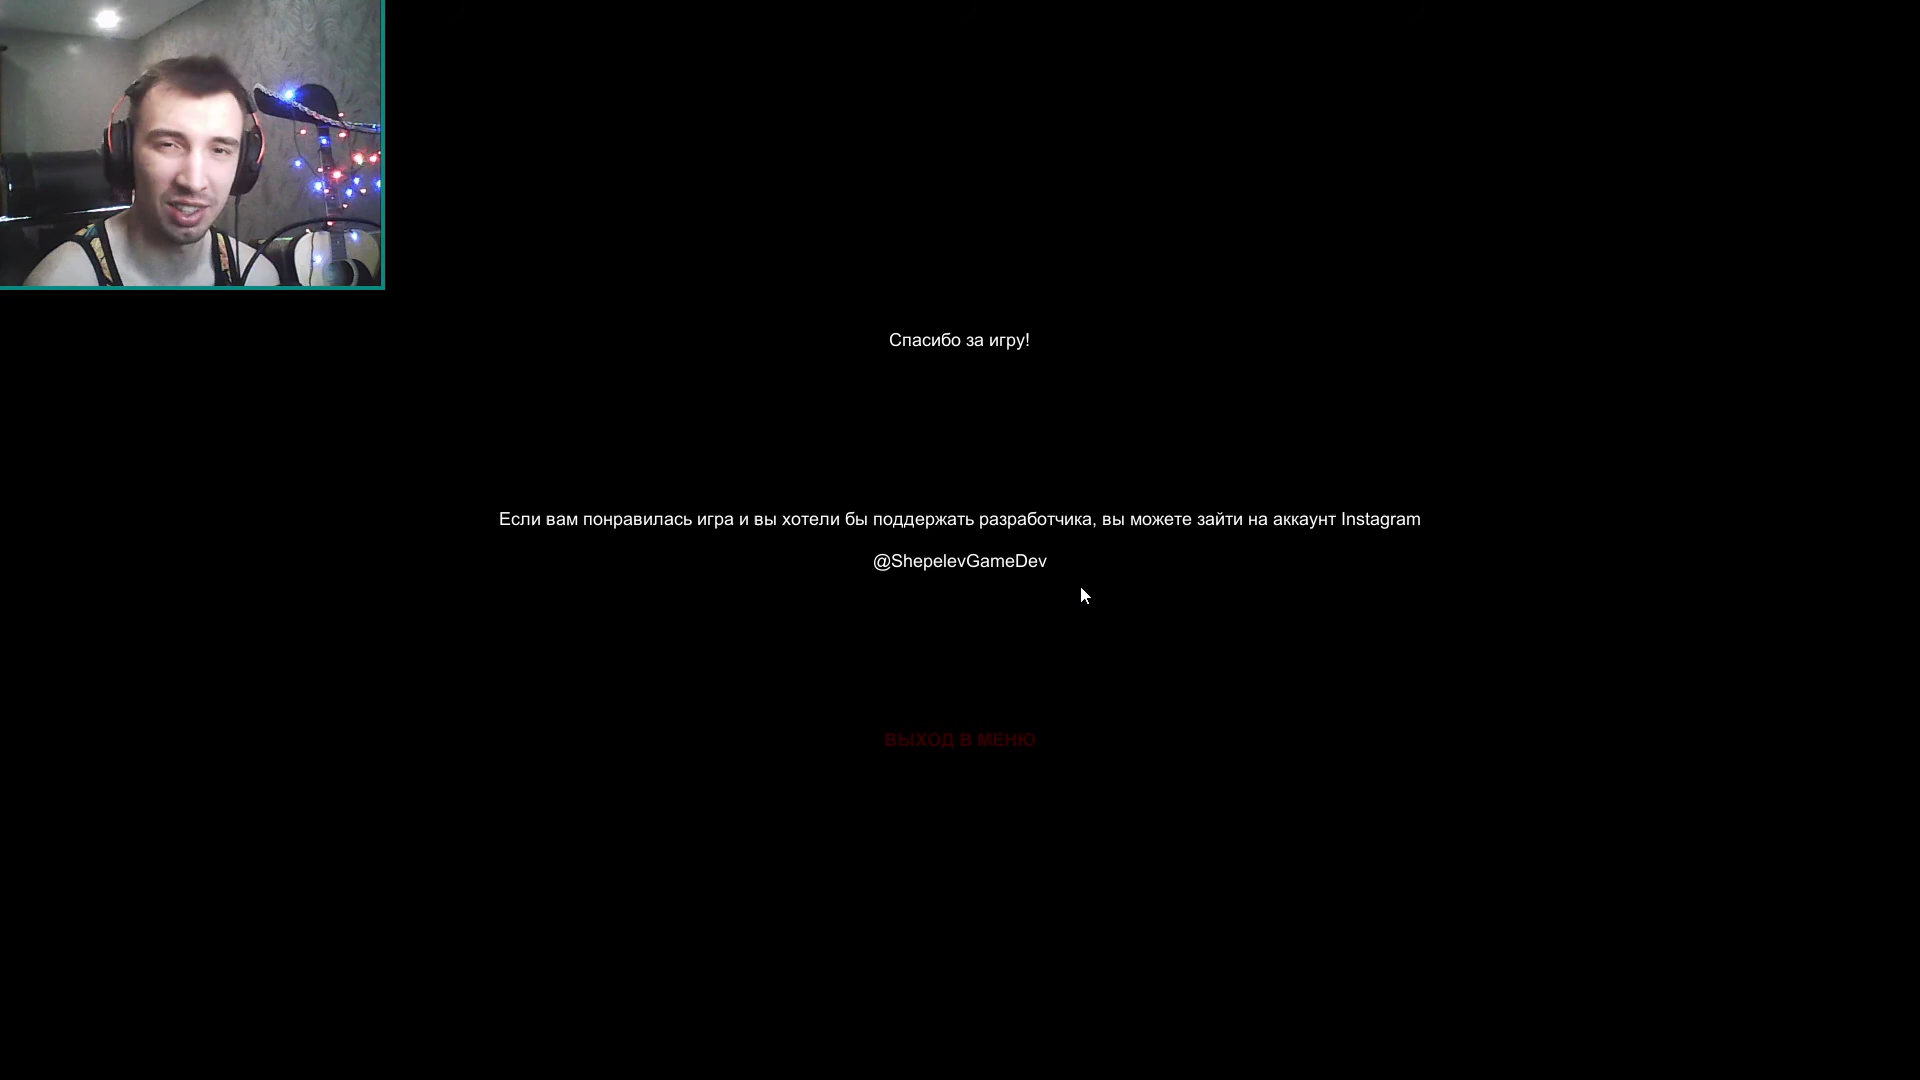 Спасибо за игру!
Если вам понравилась игра и вы хотели бы поддержать разработчика, вы можете зайти на аккаунт Instagram
@ShepelevGameDev
ВЫХОД В МЕНЮ